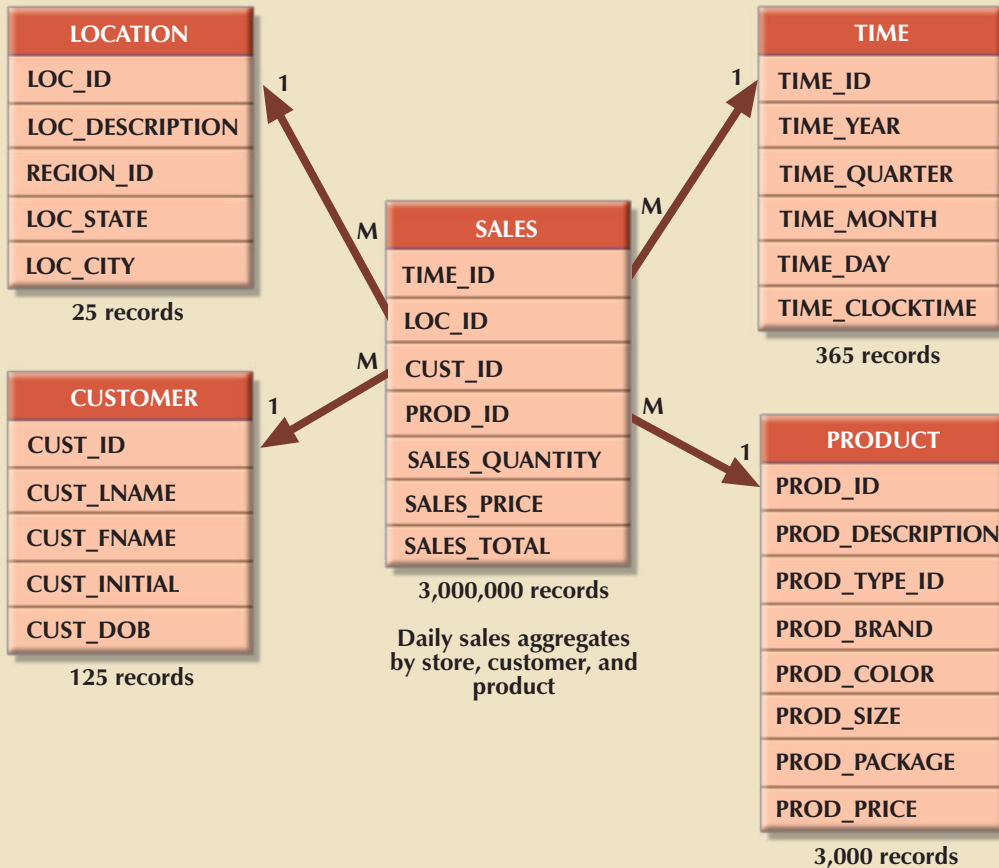 LOCATION
LOC_ID
LOC_DESCRIPTION
REGION_ID
LOC_STATE
LOC_CITY
25 records
1
M
CUSTOMER
CUST_ID
CUST_LNAME
CUST_FNAME
CUST_INITIAL
CUST_DOB
125 records
1
M
SALES
TIME_ID
LOC_ID
CUST_ID
PROD_ID
SALES_QUANTITY
SALES_PRICE
SALES_TOTAL
3,000,000 records
Daily sales aggregates
by store, customer, and
product
M
1
TIME
TIME_ID
TIME_YEAR
TIME_QUARTER
TIME_MONTH
TIME_DAY
TIME_CLOCKTIME
365 records
M
1
PRODUCT
PROD_ID
PROD_DESCRIPTION
PROD_TYPE_ID
PROD_BRAND
PROD_COLOR
PROD_SIZE
PROD_PACKAGE
PROD_PRICE
3,000 records